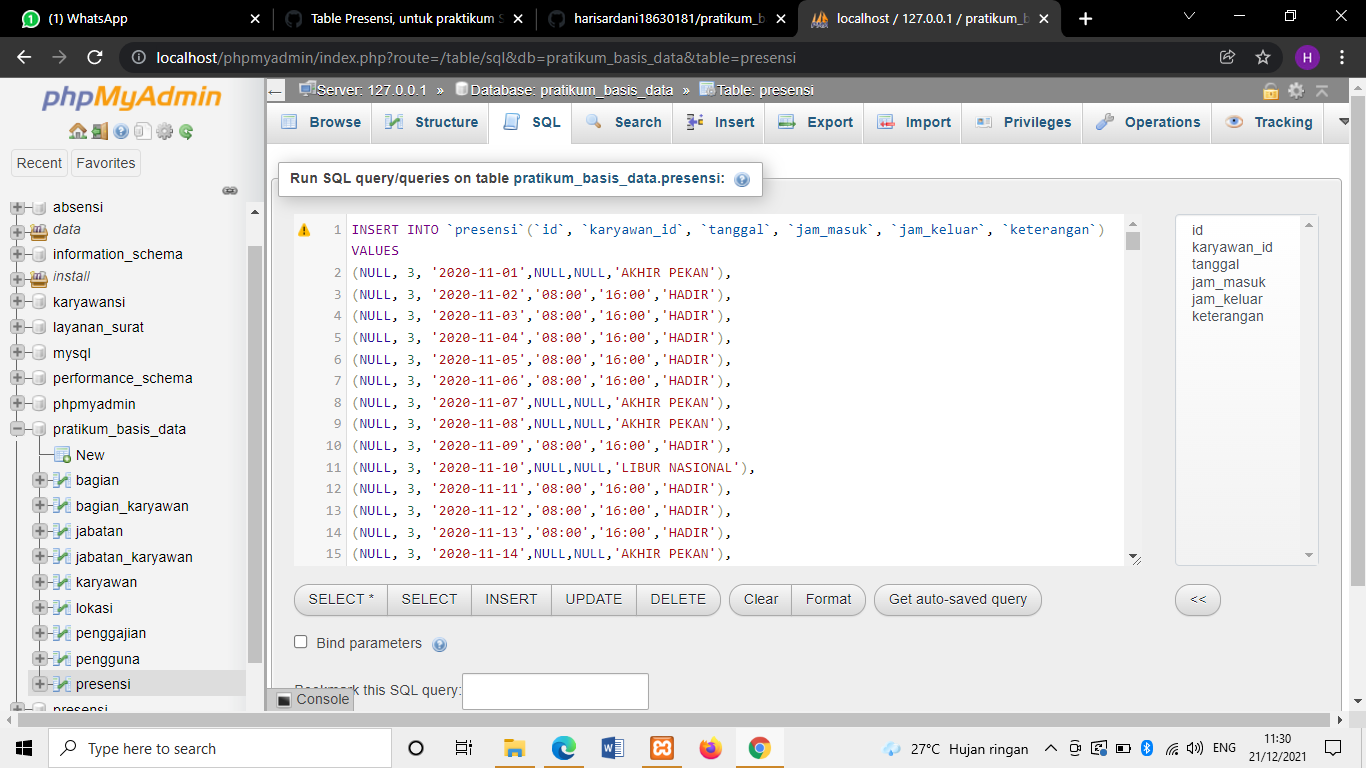 (1) WhatsApp
Table Presensi, untuk praktikum S
harisardani18630181/pratikum_b
localhost / 127.0.0.1 / pratikum_b
localhost/phpmyadmin/index.php?route=/table/sql&db=pratikum_basis_data&table=presensi
H
phpMyAdmin
Recent
Favorites
absensi
data
information_schema
install
karyawansi
layanan_surat
mysql
performance_schema
phpmyadmin
pratikum_basis_data
New
bagian
bagian_karyawan
jabatan
jabatan_karyawan
karyawan
lokasi
penggajian
pengguna
presensi
presensi
Server: 127.0.0.1 » Database: pratikum_basis_data » Table: presensi
Browse
Structure
SQL
Search
Insert
Export
Import
Privileges
Operations
Tracking
Run SQL query/queries on table pratikum_basis_data.presensi:
1 INSERT INTO `presensi`(`id`, `karyawan_id`, `tanggal`, `jam_masuk`, `jam_keluar`, `keterangan`)
VALUES
2 (NULL, 3, '2020-11-01',NULL,NULL,'AKHIR PEKAN'),
3 (NULL, 3, '2020-11-02','08:00','16:00','HADIR'),
4 (NULL, 3, '2020-11-03','08:00','16:00','HADIR'),
5 (NULL, 3, '2020-11-04','08:00','16:00','HADIR'),
6 (NULL, 3, '2020-11-05','08:00','16:00','HADIR'),
7 (NULL, 3, '2020-11-06','08:00','16:00','HADIR'),
8 (NULL, 3, '2020-11-07',NULL,NULL,'AKHIR PEKAN'),
9 (NULL, 3, '2020-11-08',NULL,NULL,'AKHIR PEKAN'),
10 (NULL, 3, '2020-11-09','08:00','16:00','HADIR'),
11 (NULL, 3, '2020-11-10',NULL,NULL,'LIBUR NASIONAL'),
12 (NULL, 3, '2020-11-11','08:00','16:00','HADIR'),
13 (NULL, 3, '2020-11-12','08:00','16:00','HADIR'),
14 (NULL, 3, '2020-11-13','08:00','16:00','HADIR'),
15 (NULL, 3, '2020-11-14',NULL,NULL,'AKHIR PEKAN'),
id
karyawan_id
tanggal
jam_masuk
jam_keluar
keterangan
SELECT *
SELECT
INSERT
UPDATE
DELETE
Clear
Format
Get auto-saved query
<<
Bind parameters
Bookmark this SQL query:
Console
Type here to search
27°C Hujan ringan
ENG
11:30
21/12/2021